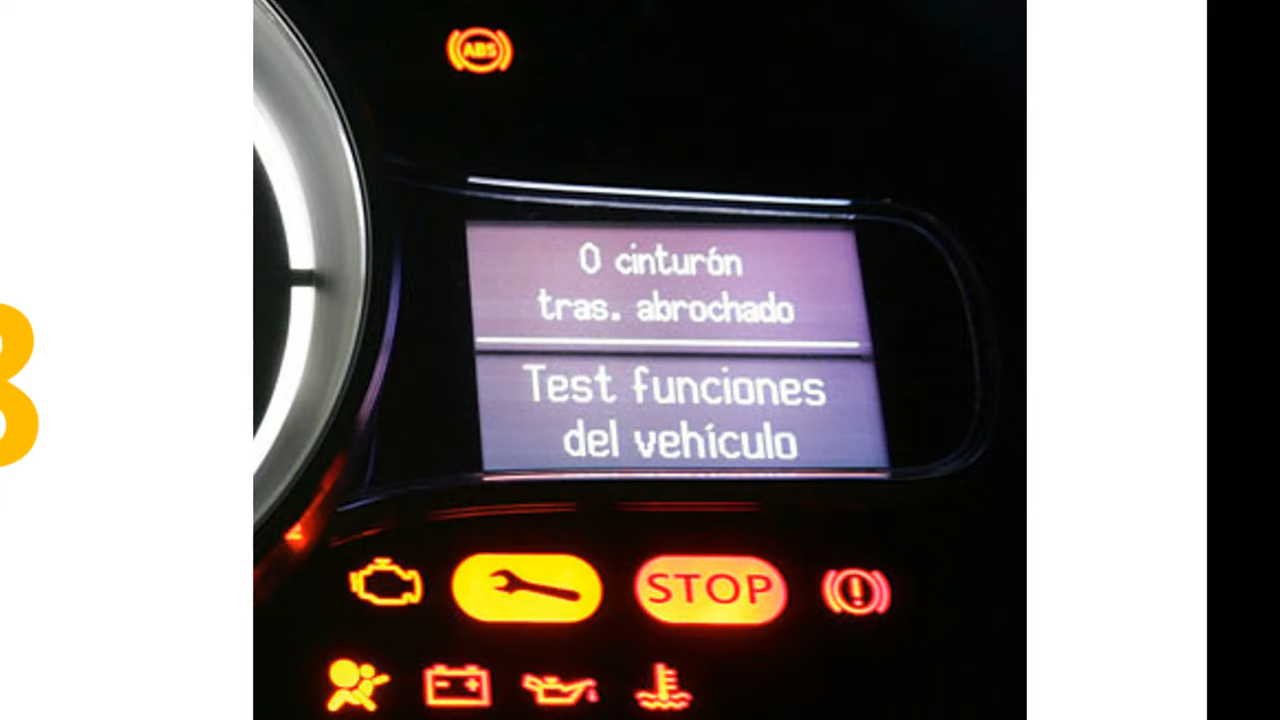 ABS
0 cinturón
tras. abrochado
Test funciones
del vehículo
STOP